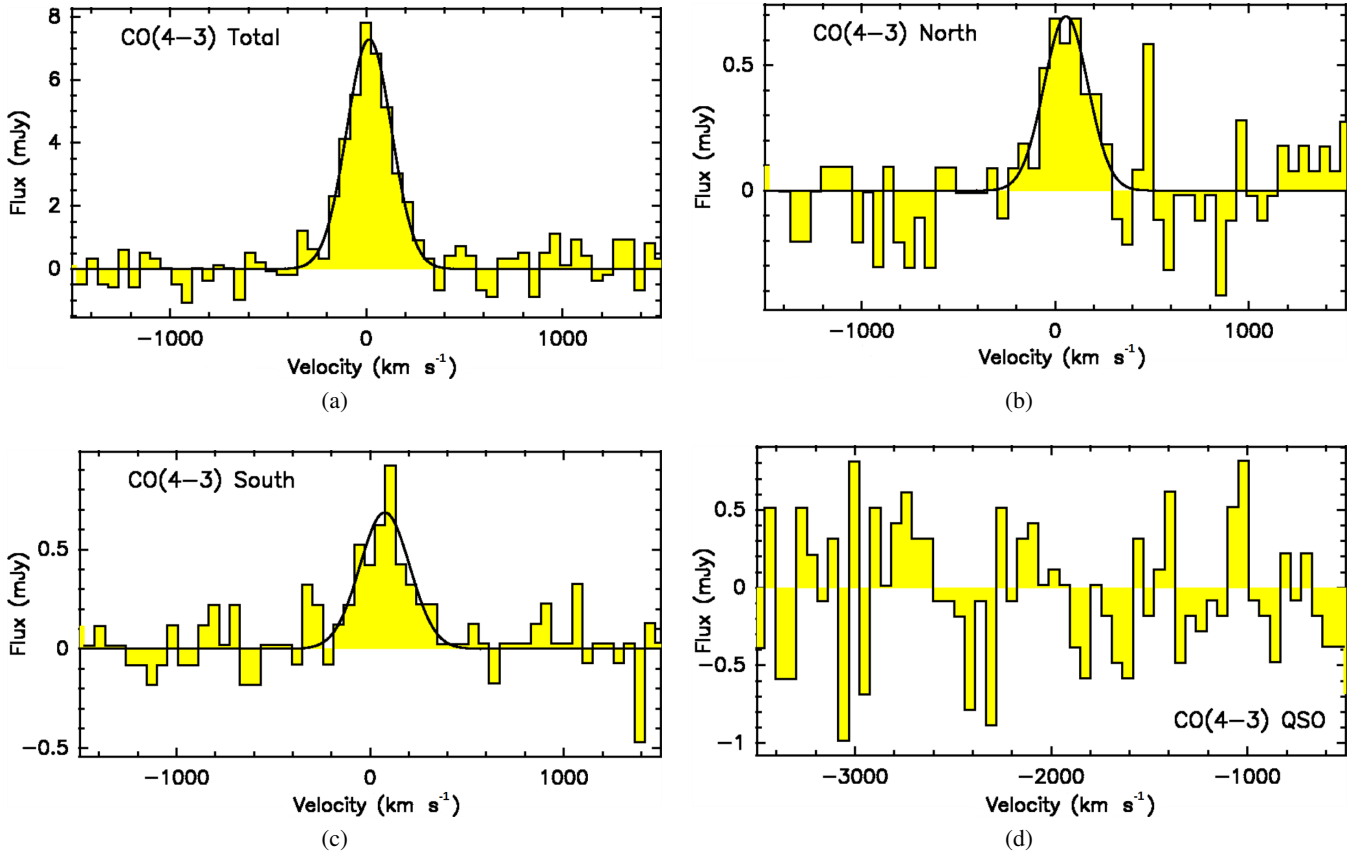 CO(4−3) Total
Flux (mJy)
8
6
4
2
0
−1000
0
1000
Velocity (km s⁻¹)
(a)
CO(4−3) North
Flux (mJy)
0.5
0
−1000
0
1000
Velocity (km s⁻¹)
(b)
CO(4−3) South
Flux (mJy)
0.5
0
−0.5
−1000
0
1000
Velocity (km s⁻¹)
(c)
CO(4−3) QSO
Flux (mJy)
0.5
0
−0.5
−1
−3000
−2000
−1000
Velocity (km s⁻¹)
(d)